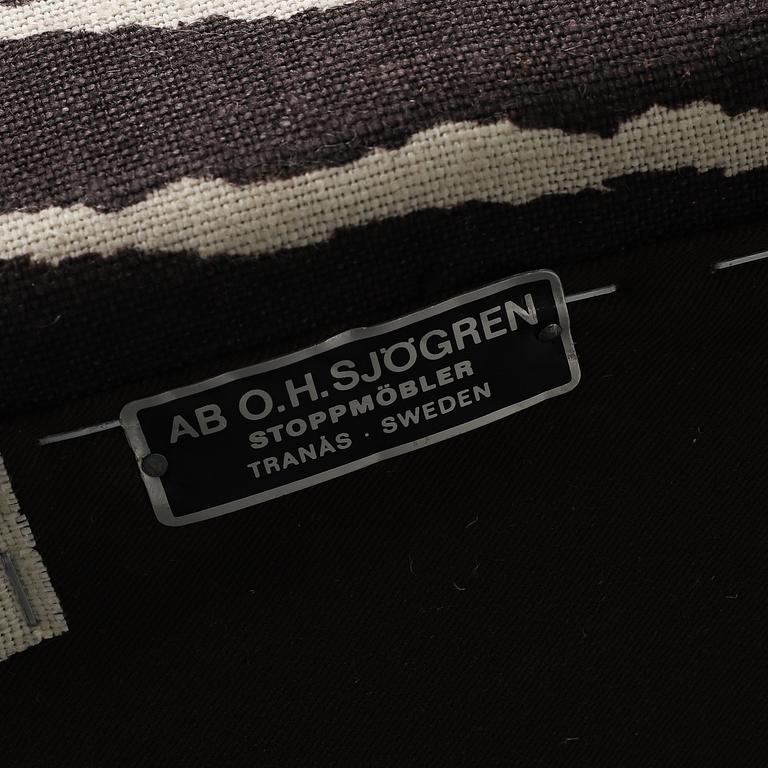 AB O.H.SJÖGREN
STOPPMÖBLER
TRANÅS · SWEDEN